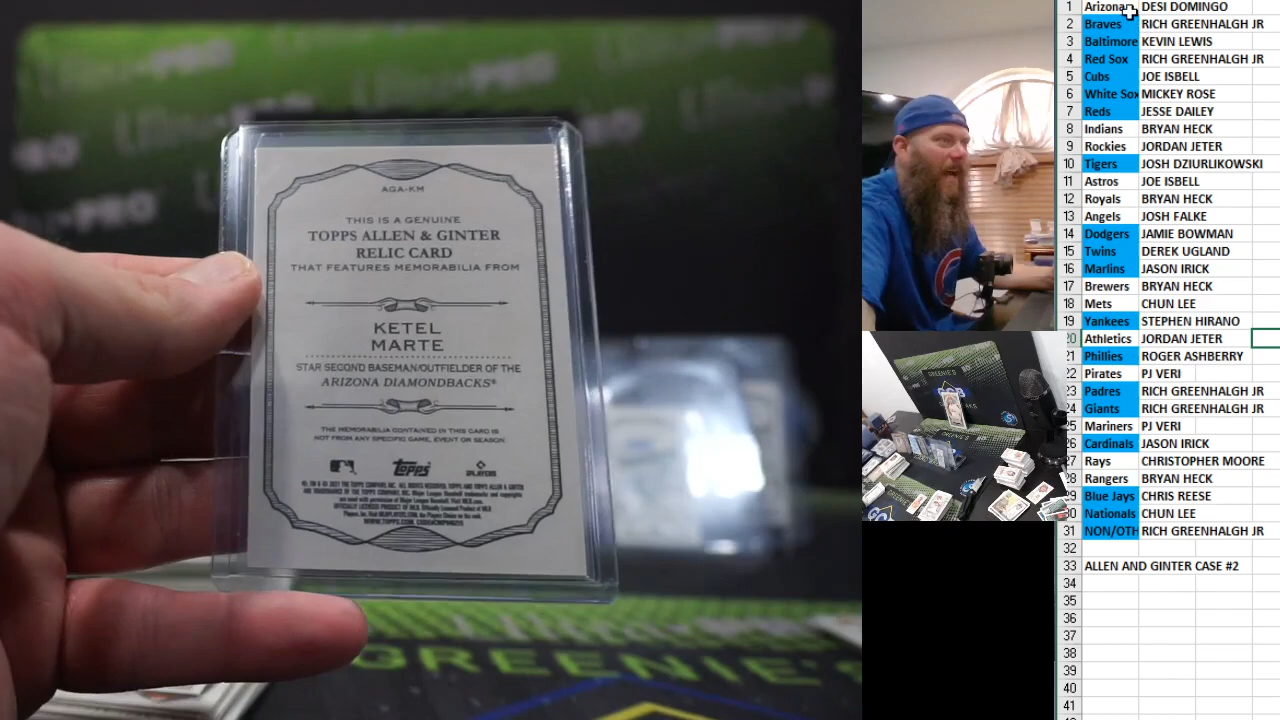 AGA-KM
THIS IS A GENUINE
TOPPS ALLEN & GINTER
RELIC CARD
THAT FEATURES MEMORABILIA FROM
KETEL
MARTE
STAR SECOND BASEMAN/OUTFIELDER OF THE
ARIZONA DIAMONDBACKS®
THE MEMORABILIA CONTAINED IN THIS CARD IS
NOT FROM ANY SPECIFIC GAME, EVENT OR SEASON.
Topps
GREENIE'S
1 Arizona DESI DOMINGO
2 Braves RICH GREENHALGH JR
3 Baltimore KEVIN LEWIS
4 Red Sox RICH GREENHALGH JR
5 Cubs JOE ISBELL
6 White Sox MICKEY ROSE
7 Reds JESSE DAILEY
8 Indians BRYAN HECK
9 Rockies JORDAN JETER
10 Tigers JOSH DZIURLIKOWSKI
11 Astros JOE ISBELL
12 Royals BRYAN HECK
13 Angels JOSH FALKE
14 Dodgers JAMIE BOWMAN
15 Twins DEREK UGLAND
16 Marlins JASON IRICK
17 Brewers BRYAN HECK
18 Mets CHUN LEE
19 Yankees STEPHEN HIRANO
20 Athletics JORDAN JETER
21 Phillies ROGER ASHBERRY
22 Pirates PJ VERI
23 Padres RICH GREENHALGH JR
24 Giants RICH GREENHALGH JR
25 Mariners PJ VERI
26 Cardinals JASON IRICK
27 Rays CHRISTOPHER MOORE
28 Rangers BRYAN HECK
29 Blue Jays CHRIS REESE
30 Nationals CHUN LEE
31 NON/OTH RICH GREENHALGH JR
32
33 ALLEN AND GINTER CASE #2
34
35
36
37
38
39
40
41